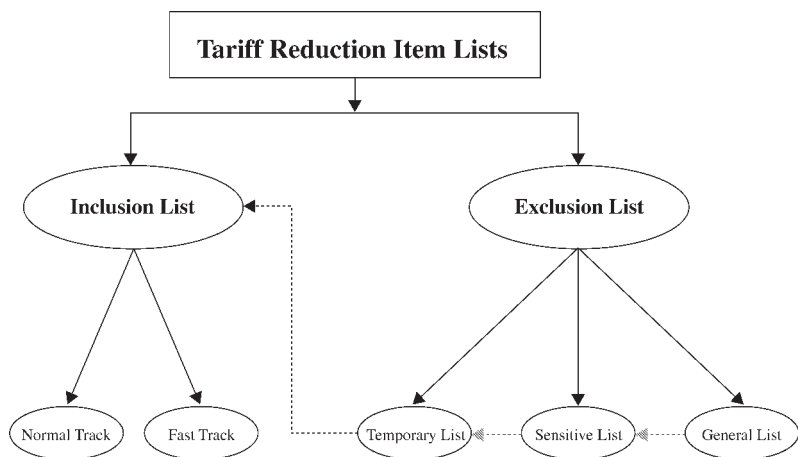 Tariff Reduction Item Lists
Inclusion List
Exclusion List
Normal Track
Fast Track
Temporary List
Sensitive List
General List